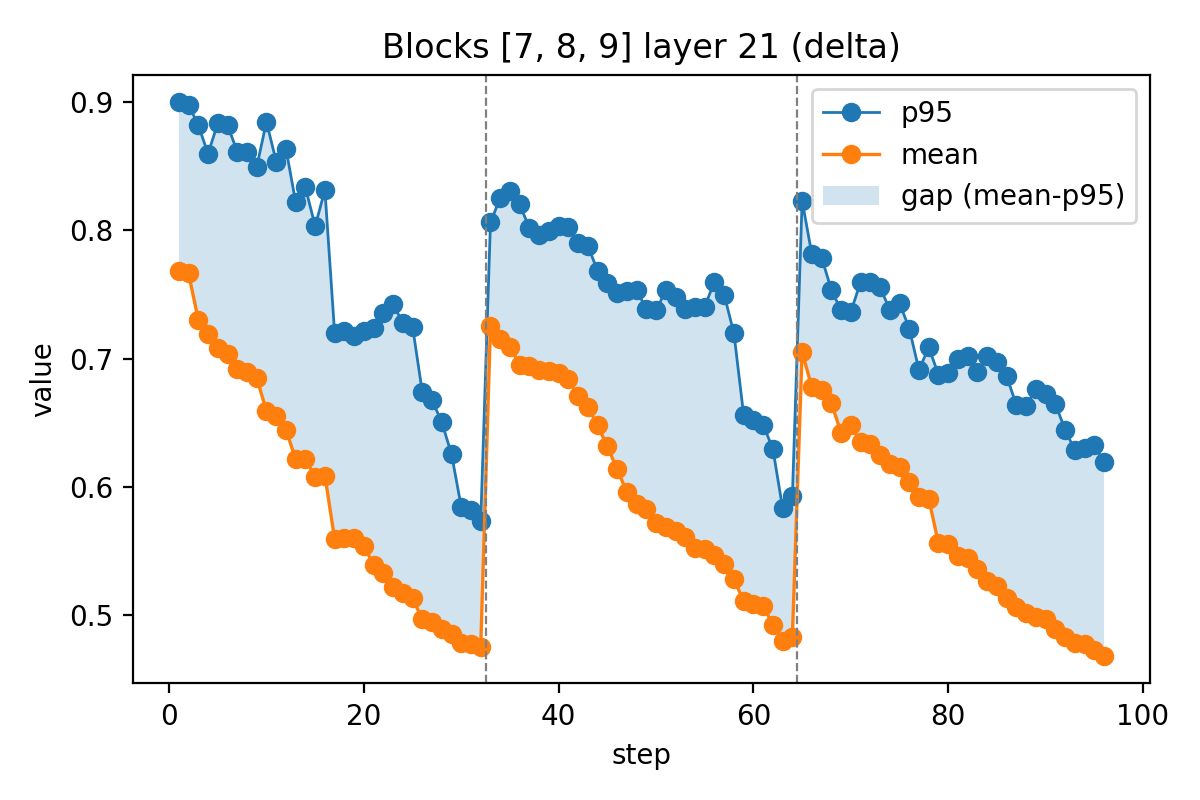 Blocks [7, 8, 9] layer 21 (delta)
p95
mean
gap (mean-p95)
value
0.9
0.8
0.7
0.6
0.5
0 20 40 60 80 100
step